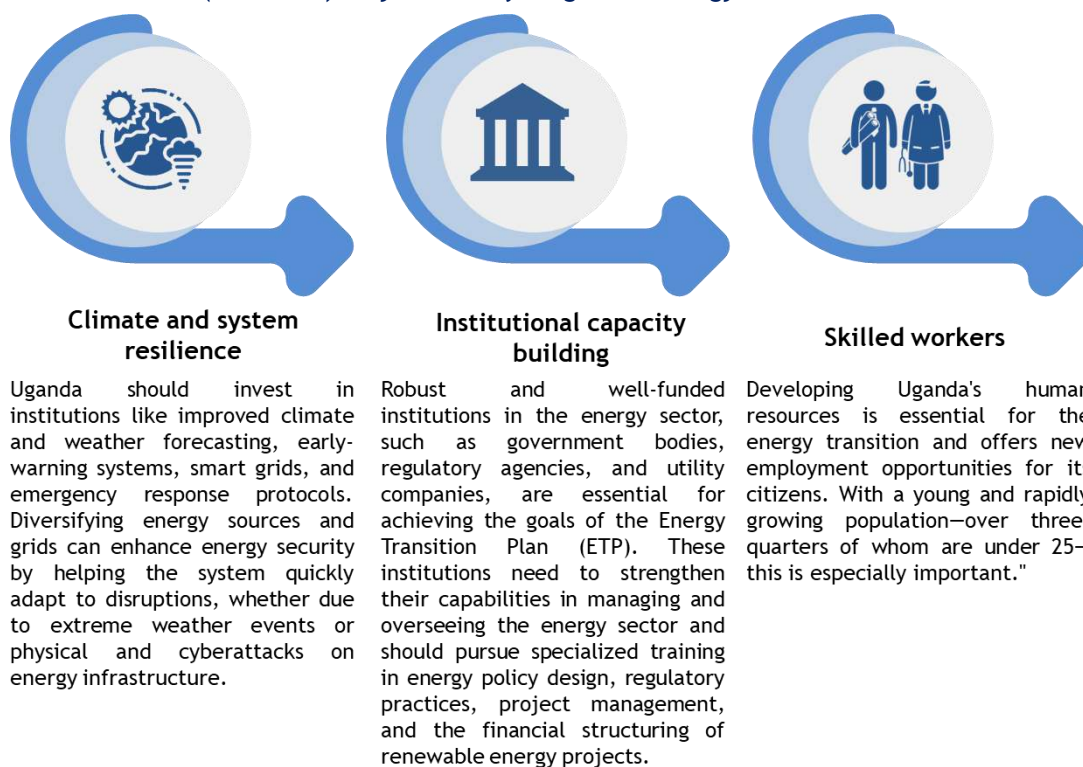 Climate and system
resilience
Uganda should invest in
institutions like improved climate
and weather forecasting, early-
warning systems, smart grids, and
emergency response protocols.
Diversifying energy sources and
grids can enhance energy security
by helping the system quickly
adapt to disruptions, whether due
to extreme weather events or
physical and cyberattacks on
energy infrastructure.
Institutional capacity
building
Robust and well-funded
institutions in the energy sector,
such as government bodies,
regulatory agencies, and utility
companies, are essential for
achieving the goals of the Energy
Transition Plan (ETP). These
institutions need to strengthen
their capabilities in managing and
overseeing the energy sector and
should pursue specialized training
in energy policy design, regulatory
practices, project management,
and the financial structuring of
renewable energy projects.
Skilled workers
Developing Uganda's human
resources is essential for the
energy transition and offers new
employment opportunities for its
citizens. With a young and rapidly
growing population—over three-
quarters of whom are under 25—
this is especially important."